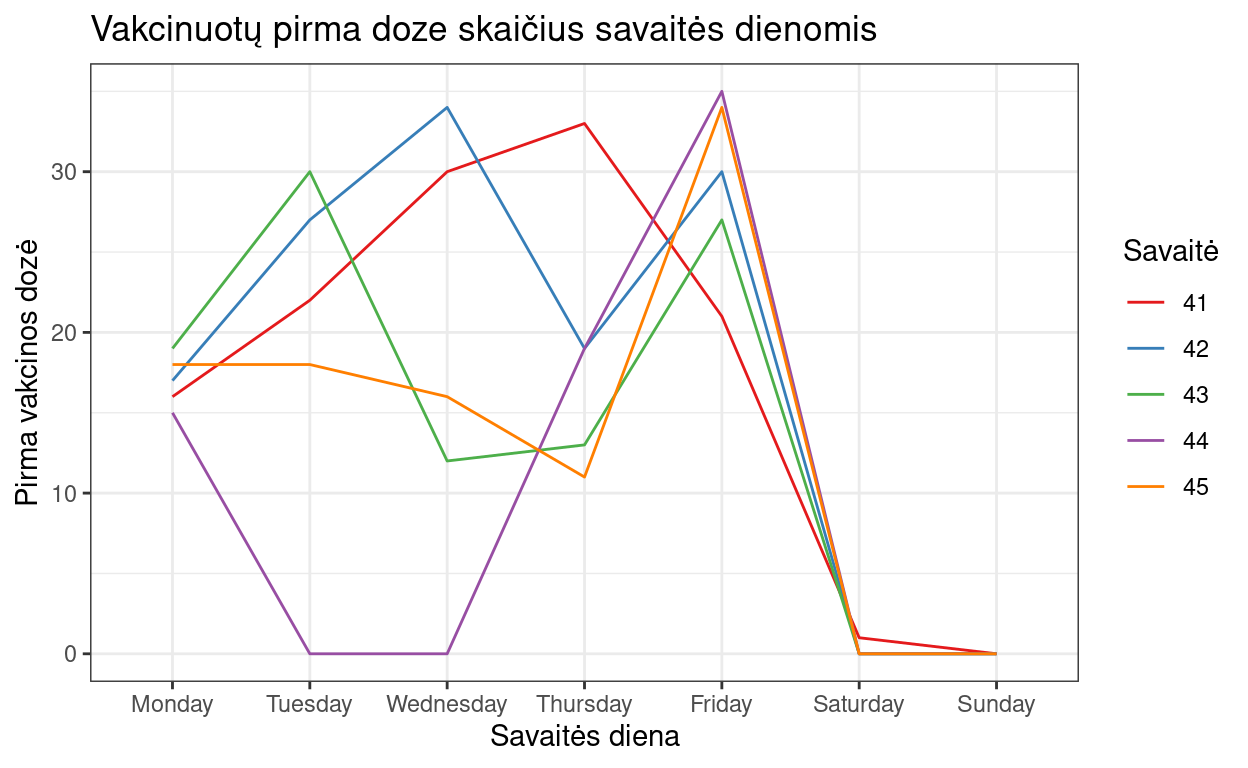 Vakcinuotų pirma doze skaičius savaitės dienomis
Pirma vakcinos dozė
30
20
10
0
Monday Tuesday Wednesday Thursday Friday Saturday Sunday
Savaitės diena
Savaitė
41
42
43
44
45